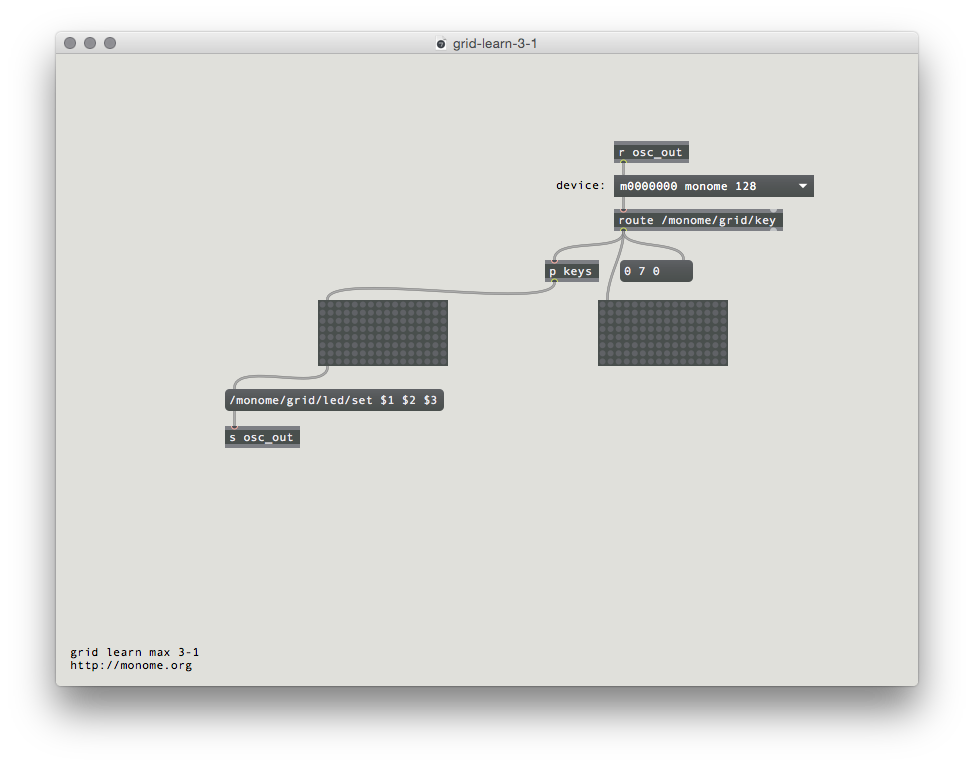 grid-learn-3-1
r osc_out
device: m0000000 monome 128
route /monome/grid/key
p keys
0 7 0
/monome/grid/led/set $1 $2 $3
s osc_out
grid learn max 3-1
http://monome.org